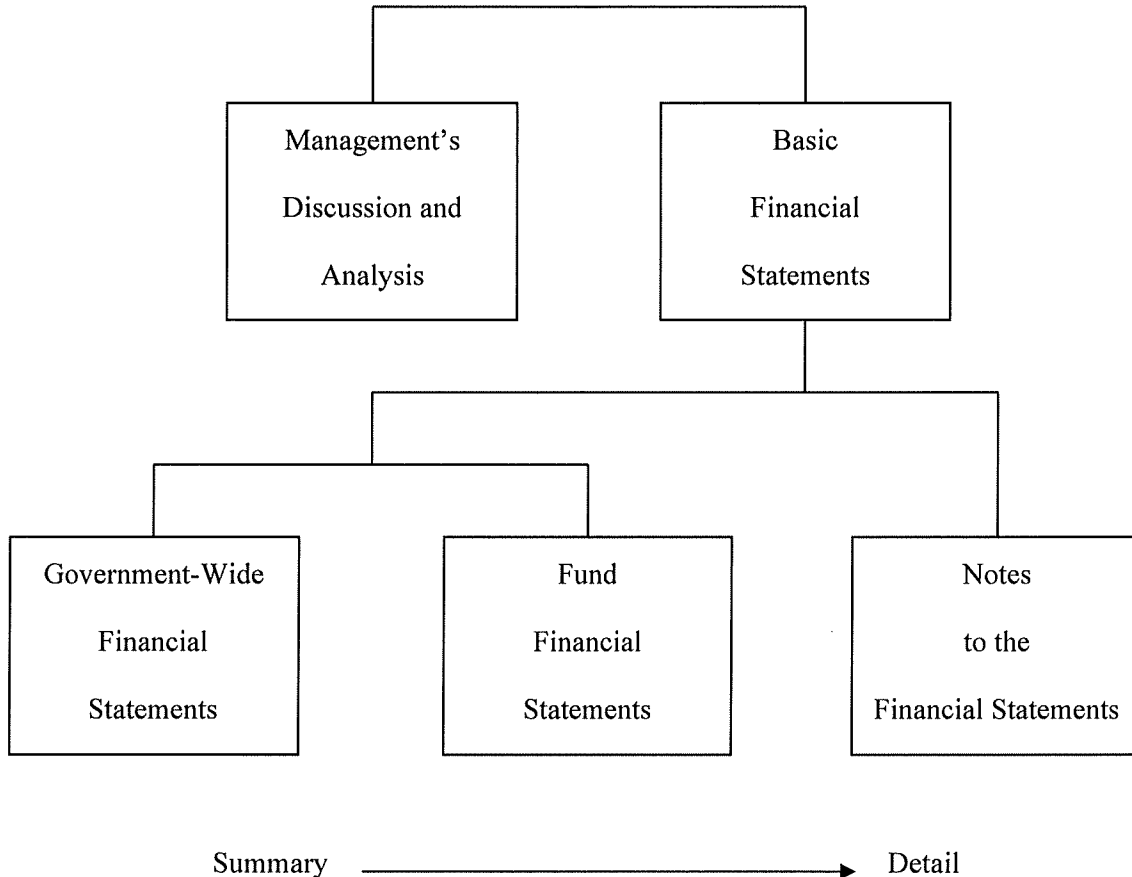 Management’s
Discussion and
Analysis
Basic
Financial
Statements
Government-Wide
Financial
Statements
Fund
Financial
Statements
Notes
to the
Financial Statements
Summary
Detail